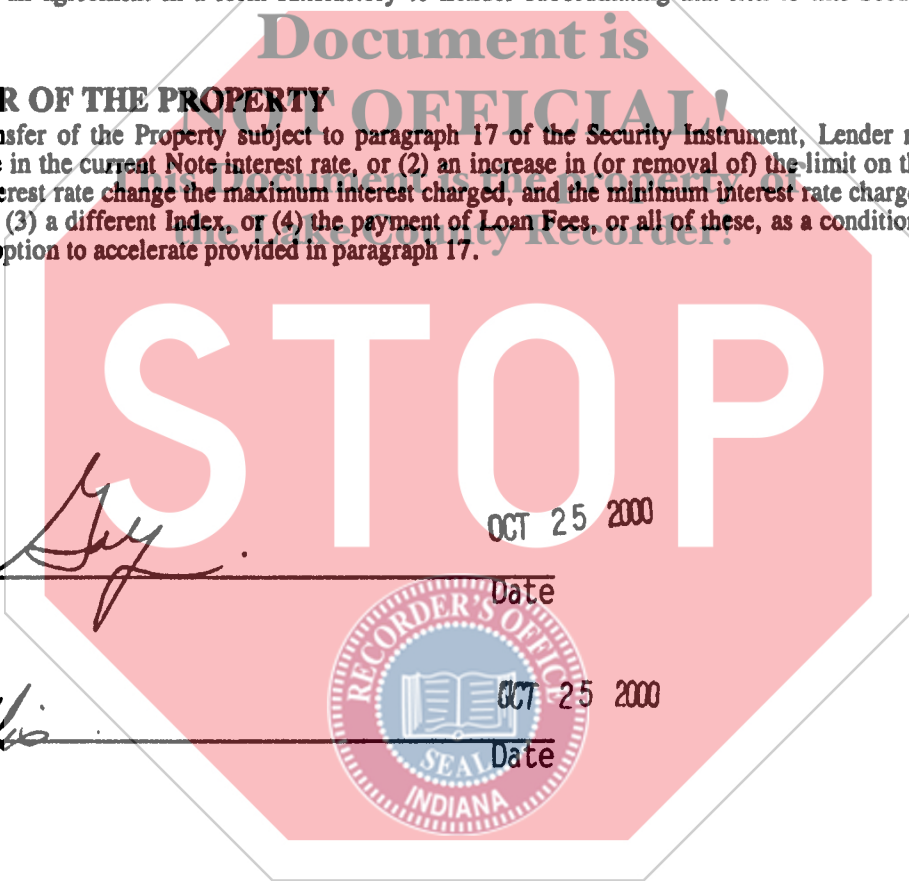 Document is
NOT OFFICIAL!
This Document is the property of
the Lake County Recorder!
R OF THE PROPERTY
nsfer of the Property subject to paragraph 17 of the Security Instrument, Lender
e in the current Note interest rate, or (2) an increase in (or removal of) the limit on th
erest rate change the maximum interest charged, and the minimum interest rate charge
(3) a different Index, or (4) the payment of Loan Fees, or all of these, as a condition
ption to accelerate provided in paragraph 17.
STOP
OCT 25 2000
Date
RECORDER'S OFFICE
OCT 25 2000
Date
SEAL
INDIANA